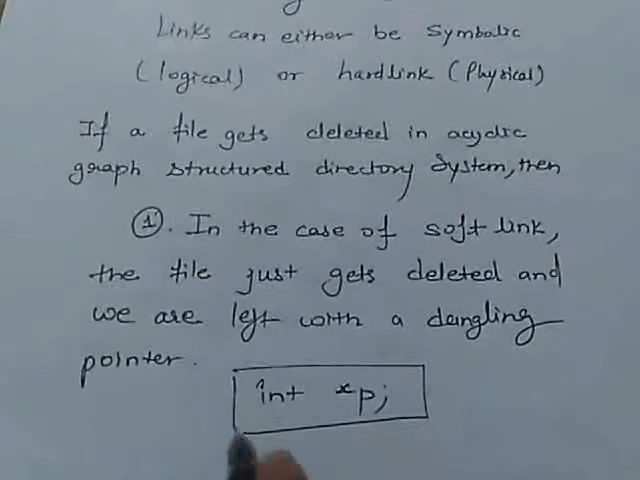 Links can either be Symbolic
(logical) or hardlink (Physical)
If a file gets deleted in acyclic
graph structured directory System, then
①. In the case of soft link,
the file just gets deleted and
we are left with a dangling
pointer.
int *p;